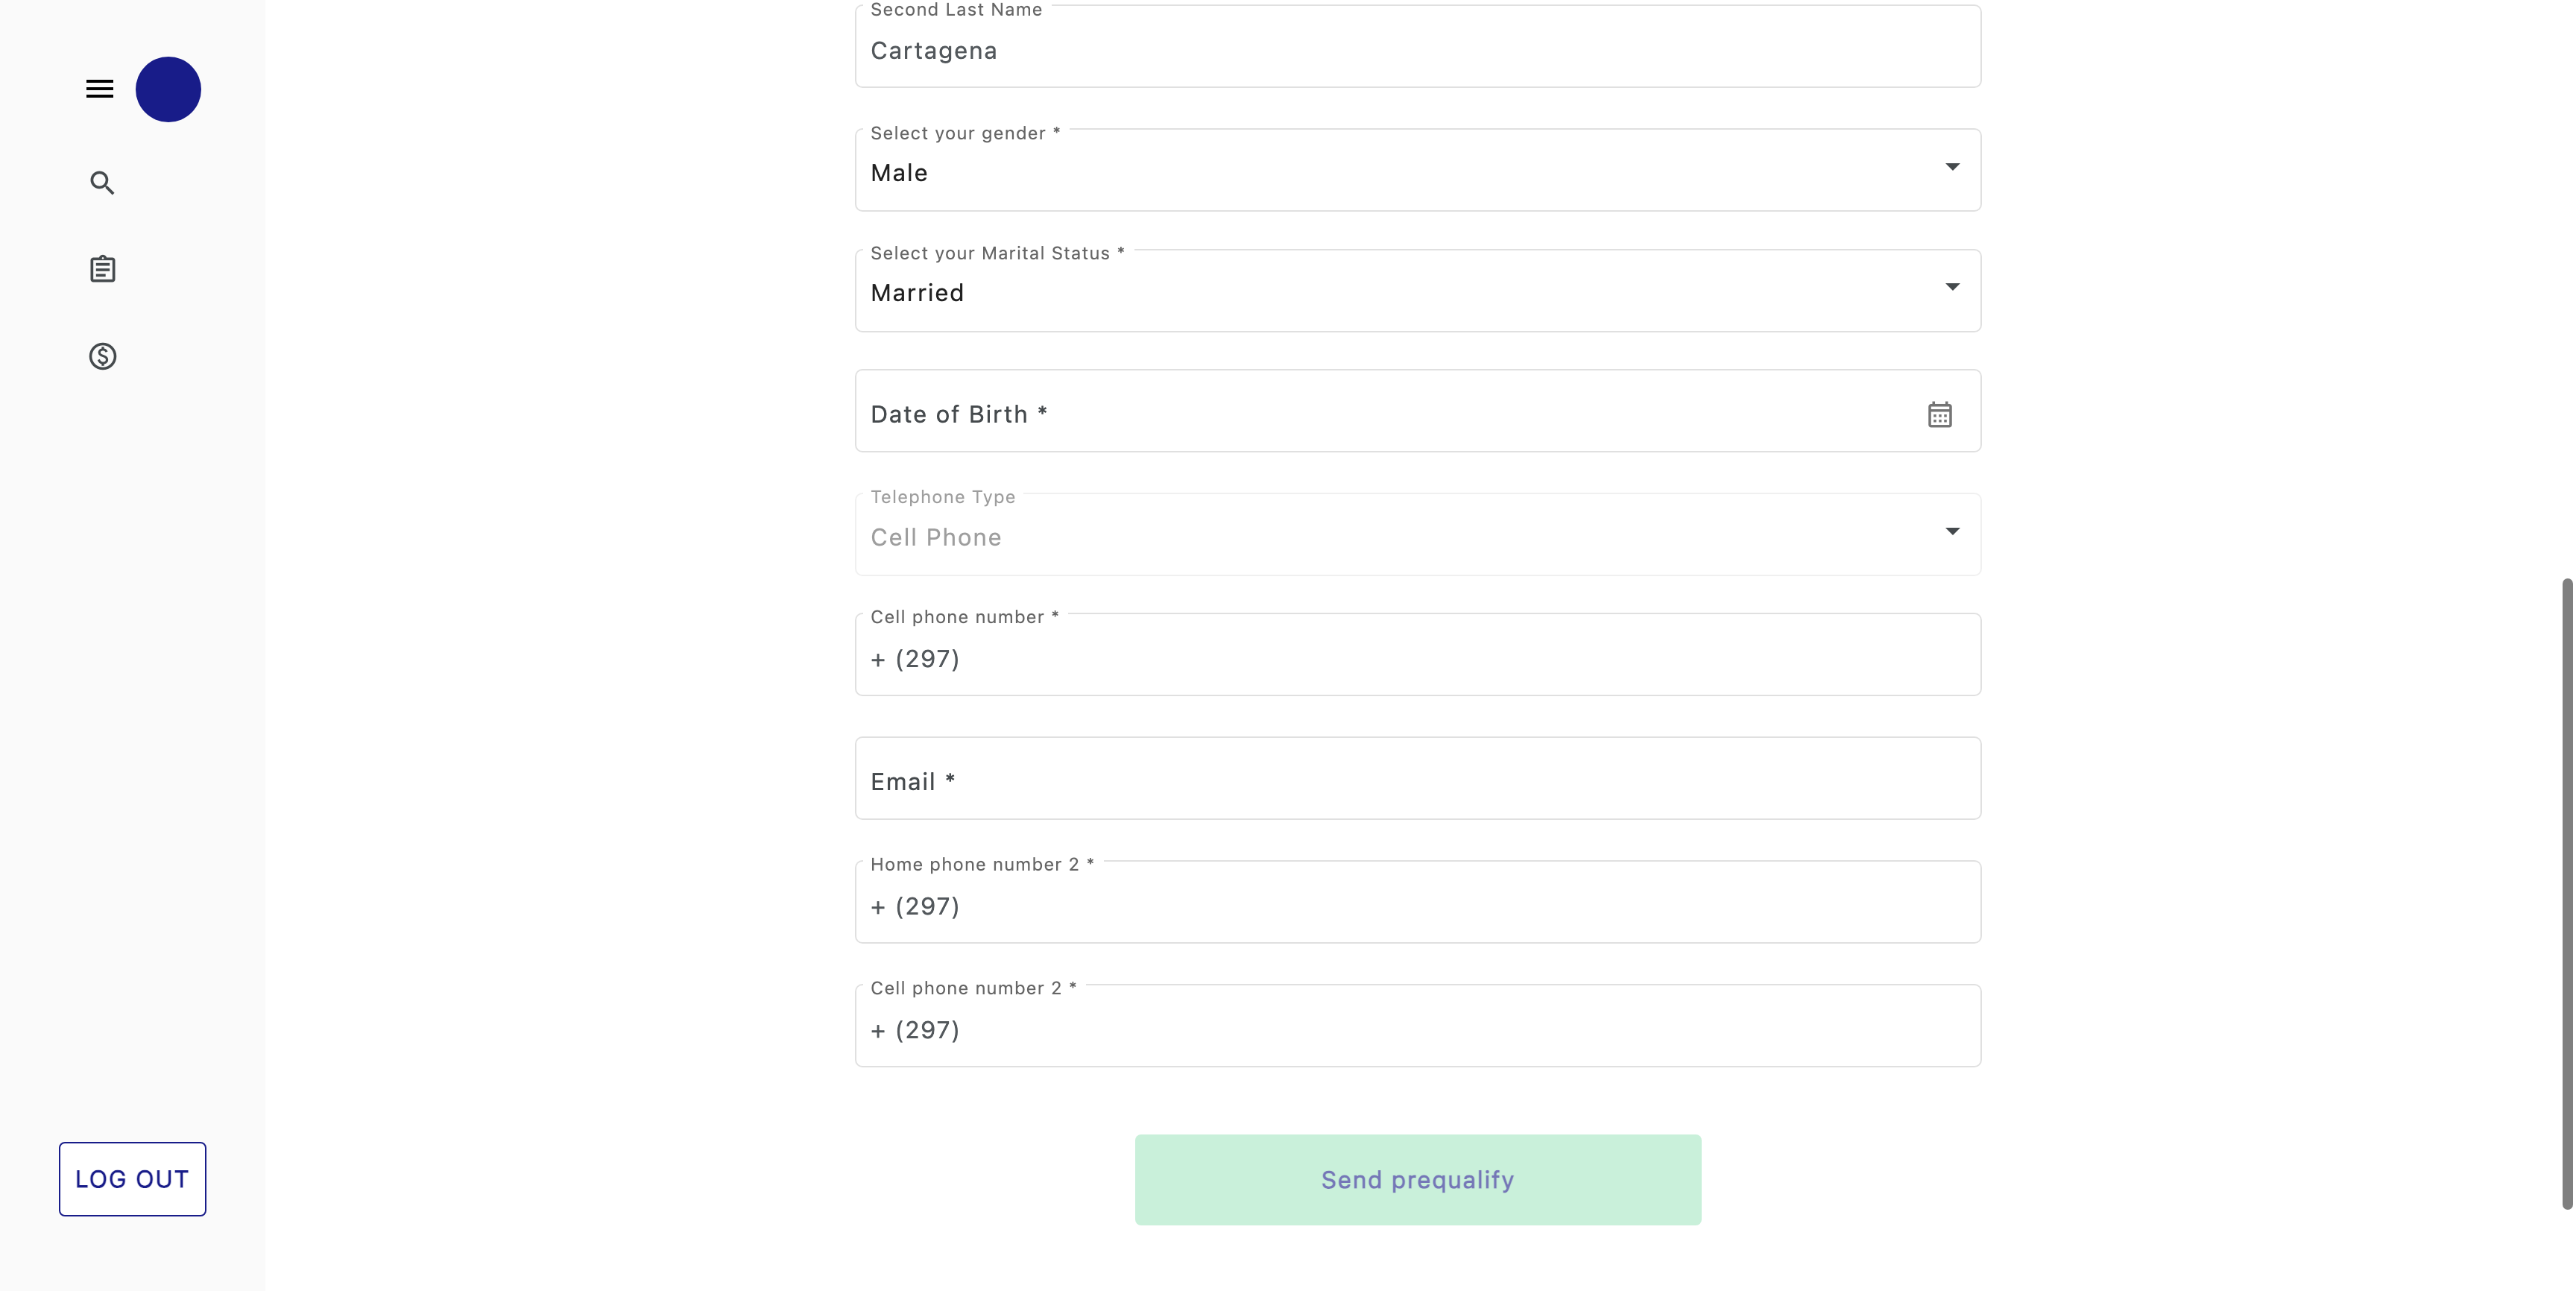 Second Last Name
Cartagena
Select your gender *
Male
Select your Marital Status *
Married
Date of Birth *
Telephone Type
Cell Phone
Cell phone number *
+ (297)
Email *
Home phone number 2 *
+ (297)
Cell phone number 2 *
+ (297)
LOG OUT
Send prequalify